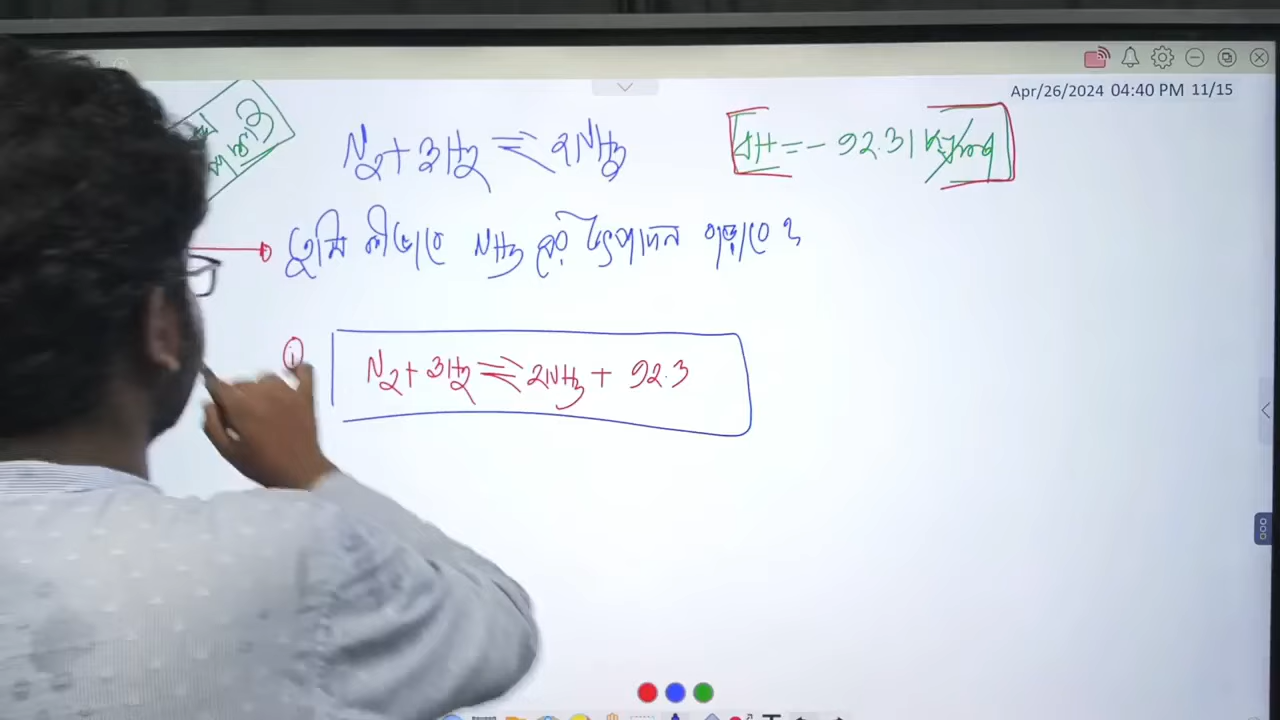 Apr/26/2024 04:40 PM 11/15
N2 + 3H2 ⇌ 2NH3 ΔH = - 92.31 KJ/mol
তুমি কীভাবে NH3 এর উৎপাদন বাড়াবে ?
i N2 + 3H2 ⇌ 2NH3 + 92.3